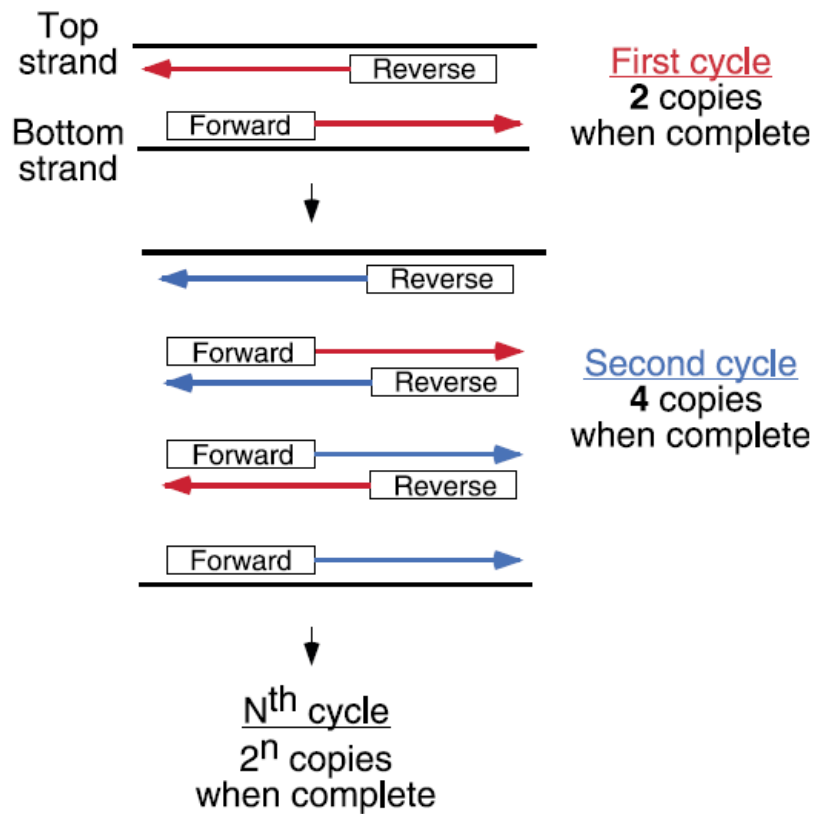 Top
strand
Reverse
Forward
Bottom
strand
First cycle
2 copies
when complete
Reverse
Forward
Reverse
Forward
Reverse
Forward
Second cycle
4 copies
when complete
Nth cycle
2n copies
when complete